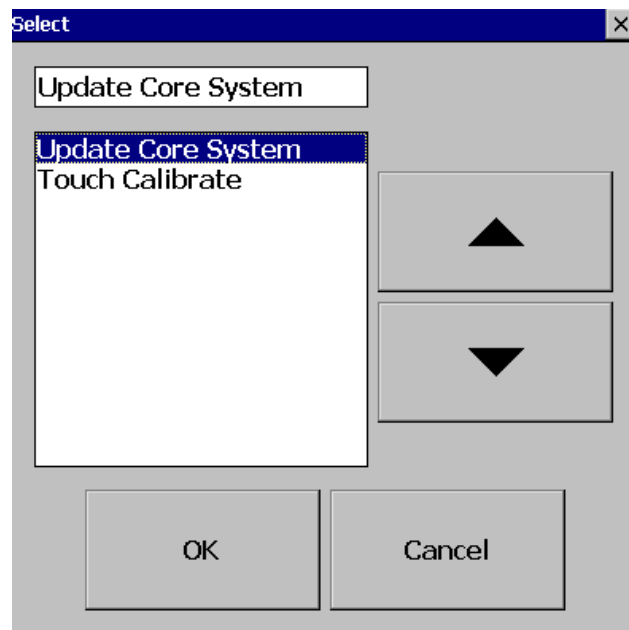 Select
Update Core System
Update Core System
Touch Calibrate
OK
Cancel